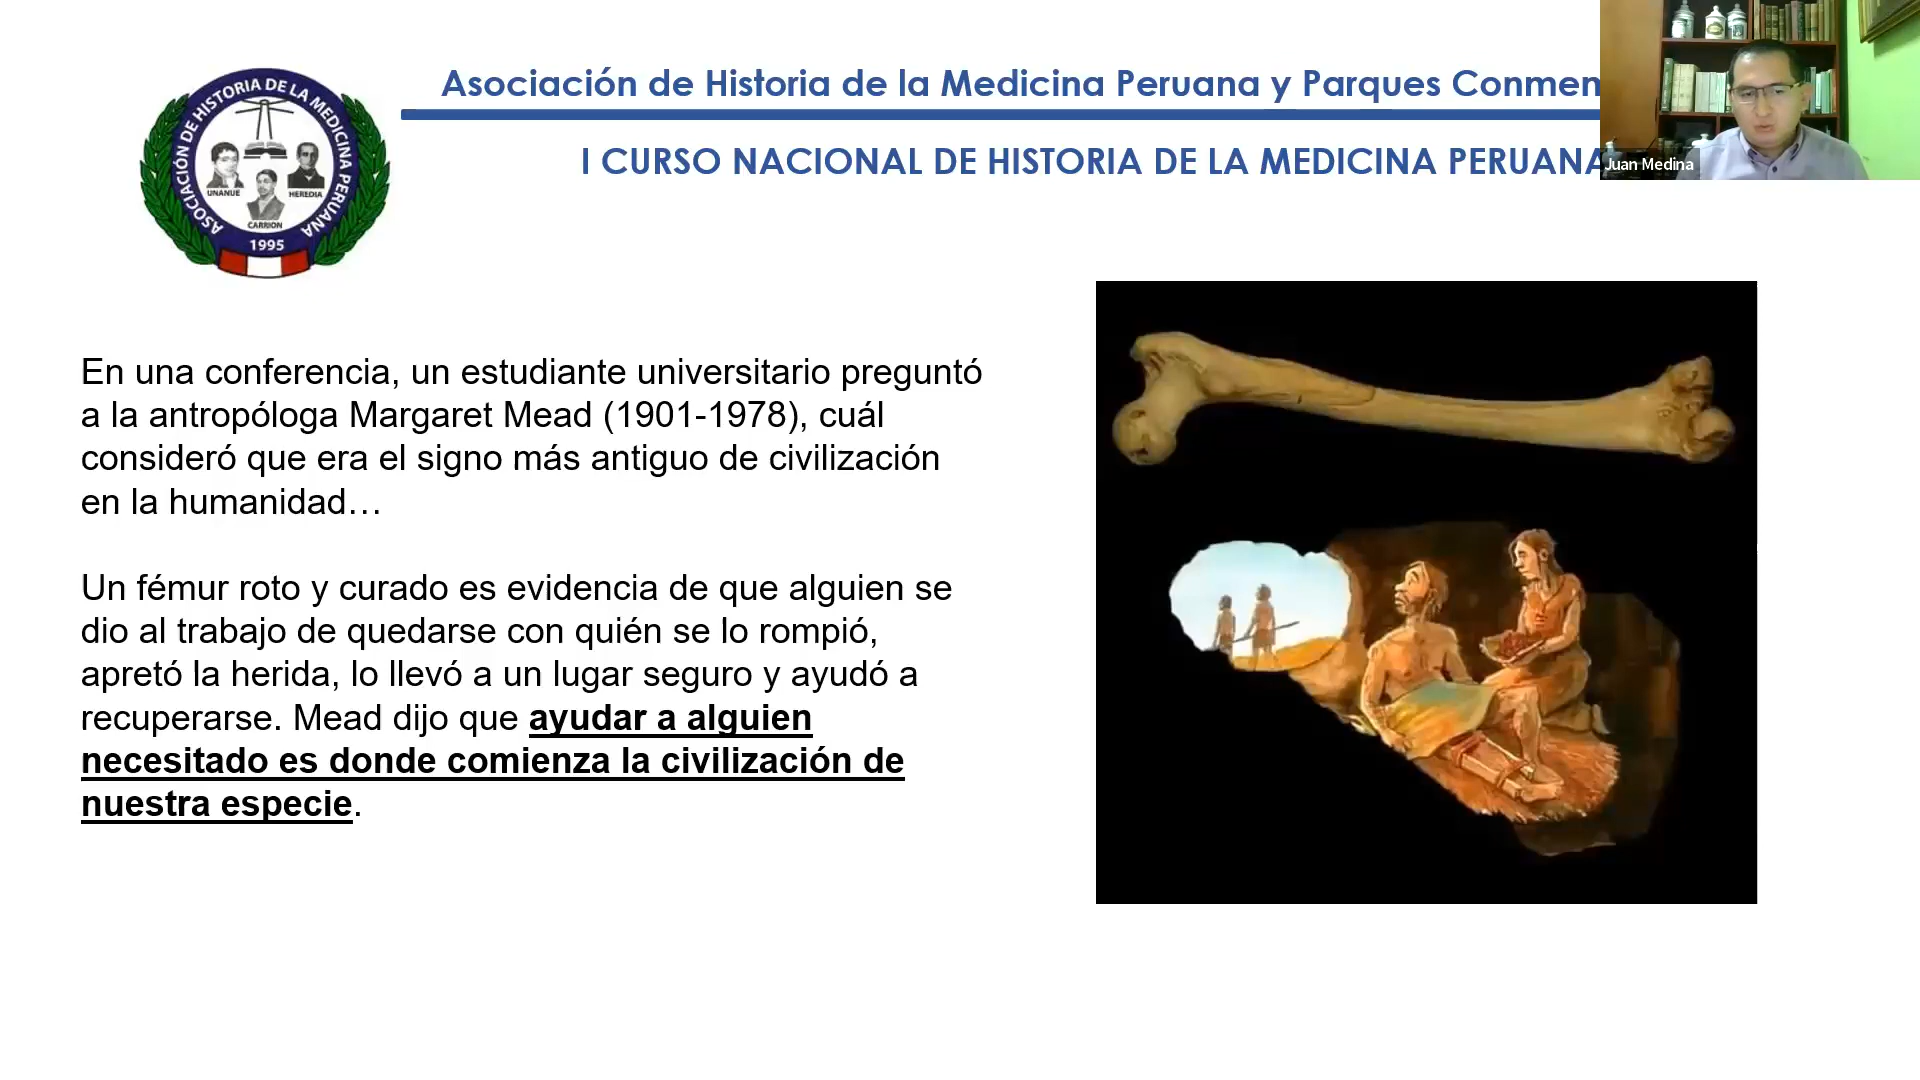 ASOCIACIÓN DE HISTORIA DE LA MEDICINA PERUANA
UNANUE
HEREDIA
CARRION
1995
Asociación de Historia de la Medicina Peruana y Parques Conmen
I CURSO NACIONAL DE HISTORIA DE LA MEDICINA PERUANA
Juan Medina
En una conferencia, un estudiante universitario preguntó
a la antropóloga Margaret Mead (1901-1978), cuál
consideró que era el signo más antiguo de civilización
en la humanidad…
Un fémur roto y curado es evidencia de que alguien se
dio al trabajo de quedarse con quién se lo rompió,
apretó la herida, lo llevó a un lugar seguro y ayudó a
recuperarse. Mead dijo que ayudar a alguien
necesitado es donde comienza la civilización de
nuestra especie.